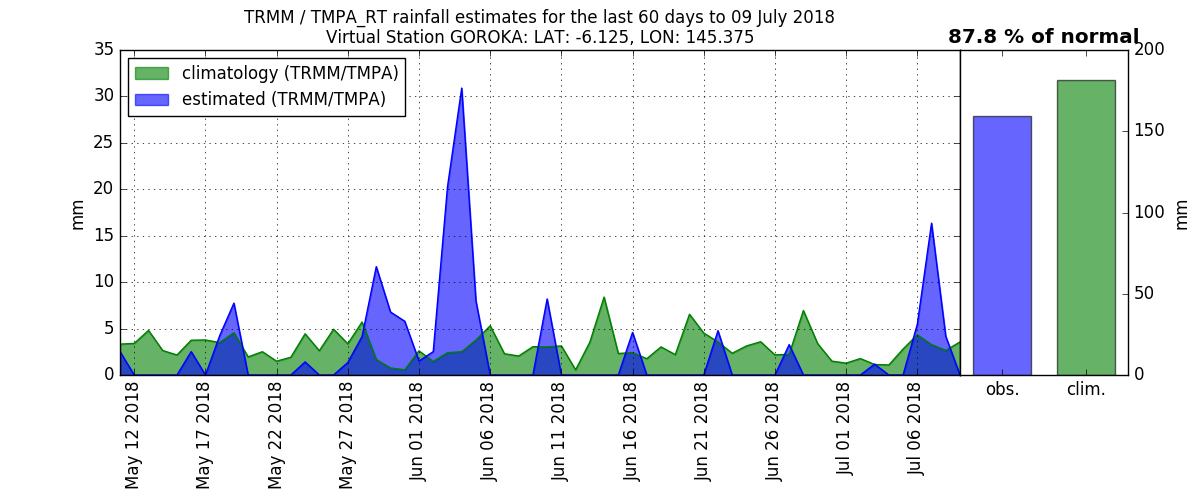 TRMM / TMPA_RT rainfall estimates for the last 60 days to 09 July 2018
Virtual Station GOROKA: LAT: -6.125, LON: 145.375
87.8 % of normal
climatology (TRMM/TMPA)
estimated (TRMM/TMPA)
35
30
25
20
15
10
5
0
mm
May 12 2018
May 17 2018
May 22 2018
May 27 2018
Jun 01 2018
Jun 06 2018
Jun 11 2018
Jun 16 2018
Jun 21 2018
Jun 26 2018
Jul 01 2018
Jul 06 2018
obs.
clim.
200
150
100
50
0
mm